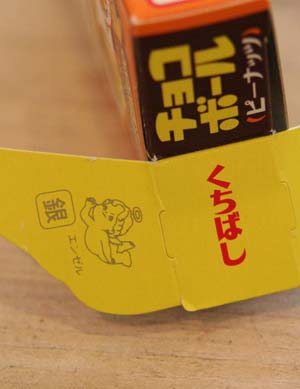 チョコ
ボール
(ピーナッツ)
くちばし
銀
エンゼル